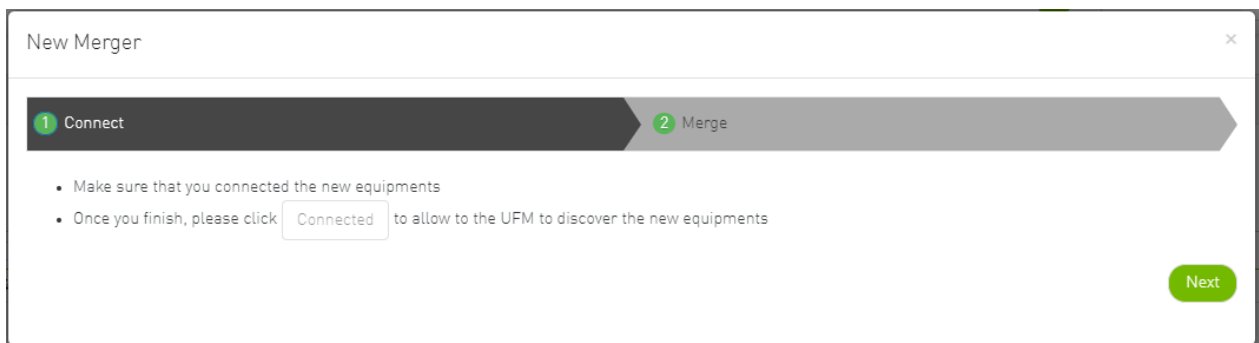 New Merger
×
1 Connect
2 Merge
• Make sure that you connected the new equipments
• Once you finish, please click Connected to allow to the UFM to discover the new equipments
Next